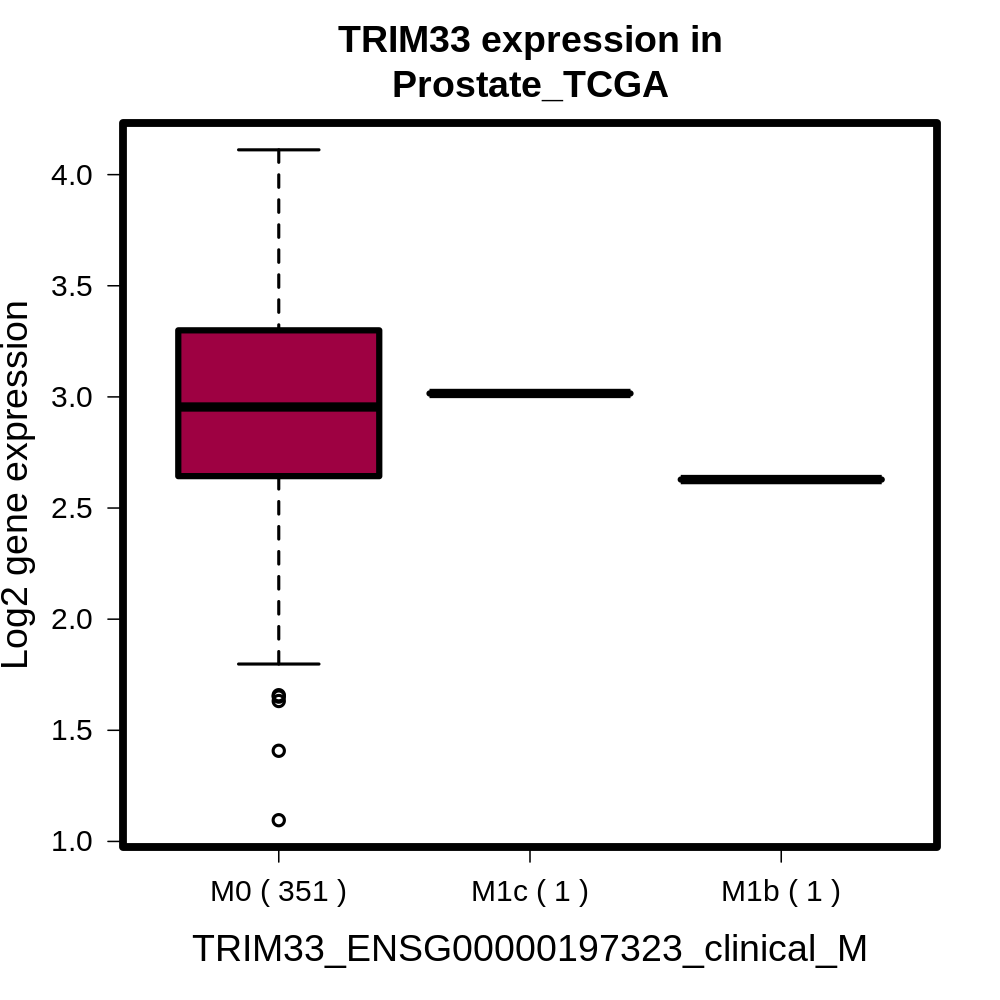 TRIM33 expression in
Prostate_TCGA
Log2 gene expression
4.0
3.5
3.0
2.5
2.0
1.5
1.0
M0 ( 351 )
M1c ( 1 )
M1b ( 1 )
TRIM33_ENSG00000197323_clinical_M